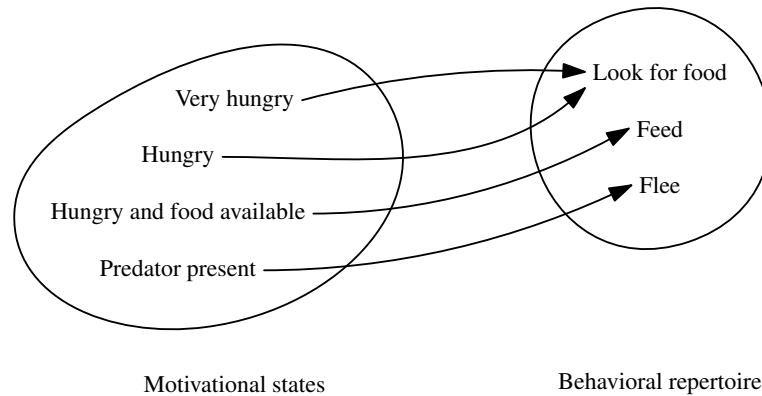 Very hungry
Hungry
Hungry and food available
Predator present
Look for food
Feed
Flee
Motivational states
Behavioral repertoire